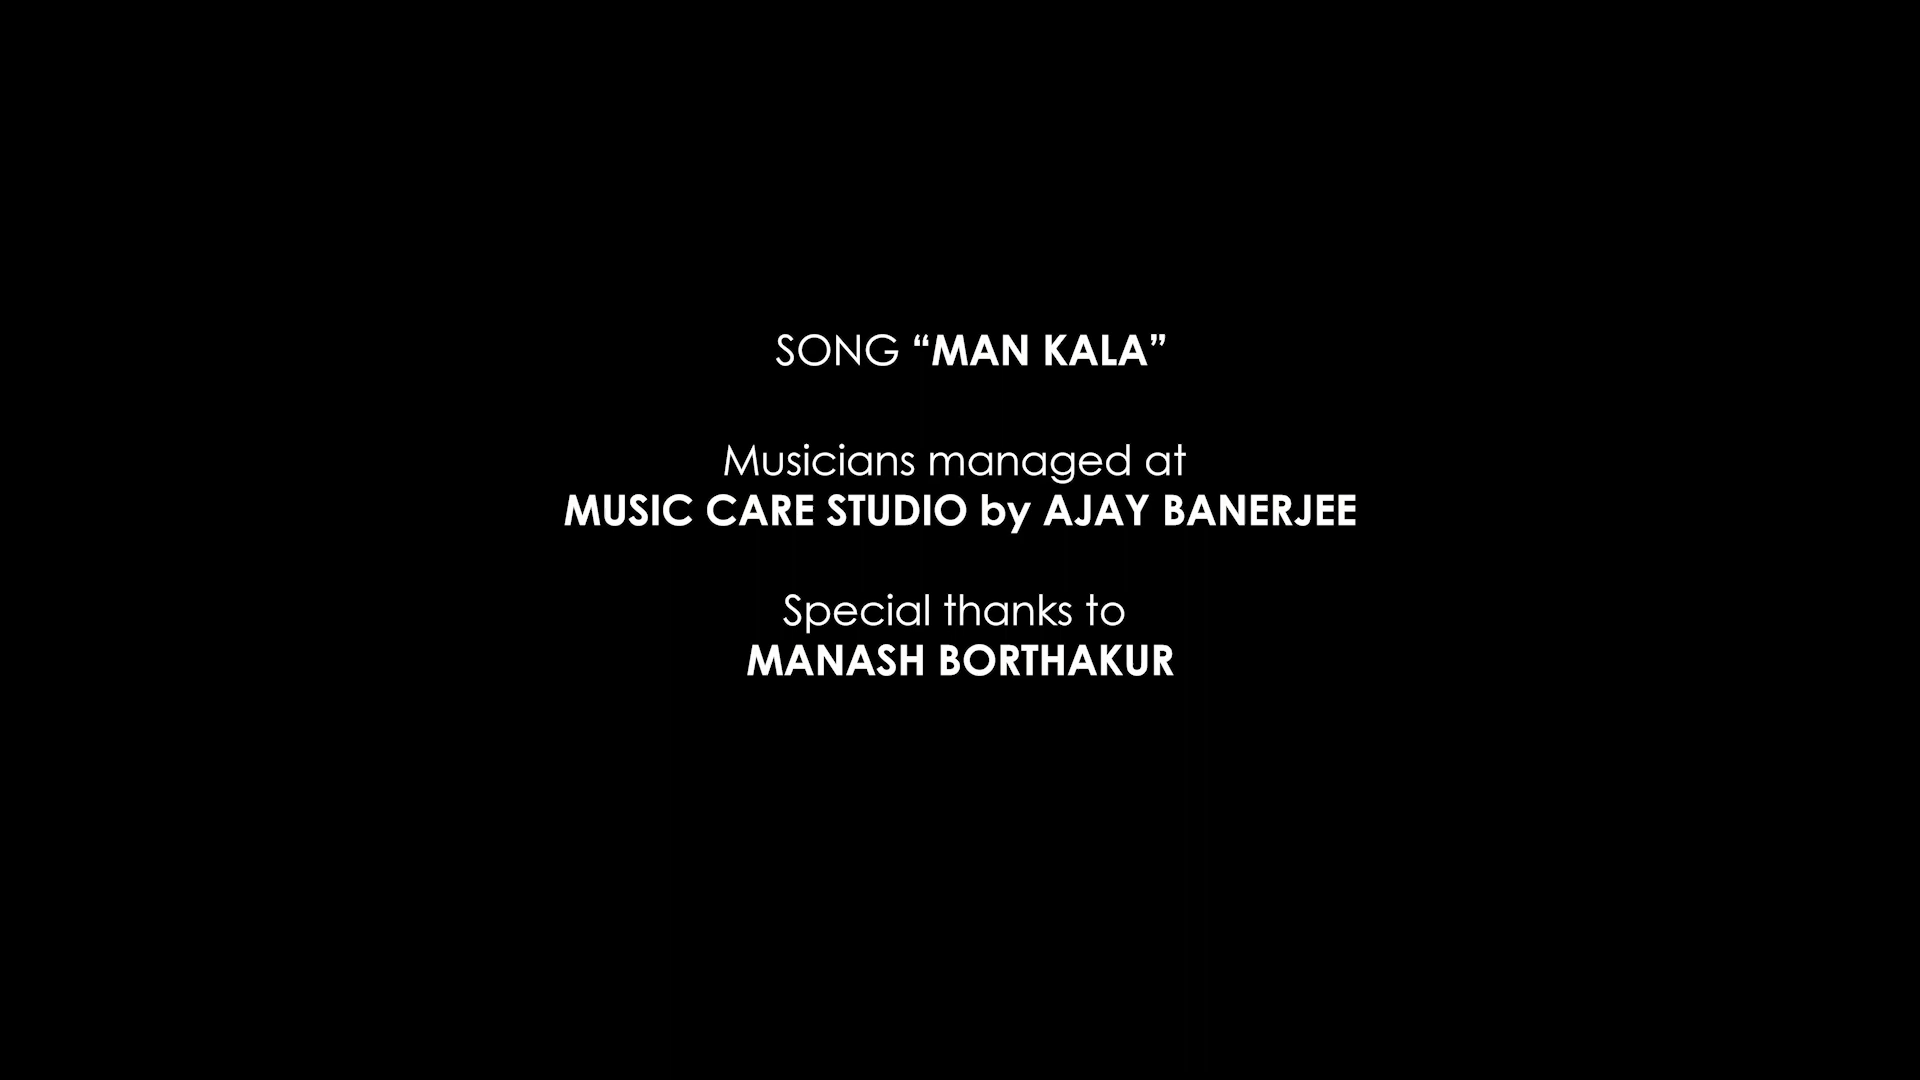 SONG “MAN KALA”
Musicians managed at
MUSIC CARE STUDIO by AJAY BANERJEE
Special thanks to
MANASH BORTHAKUR